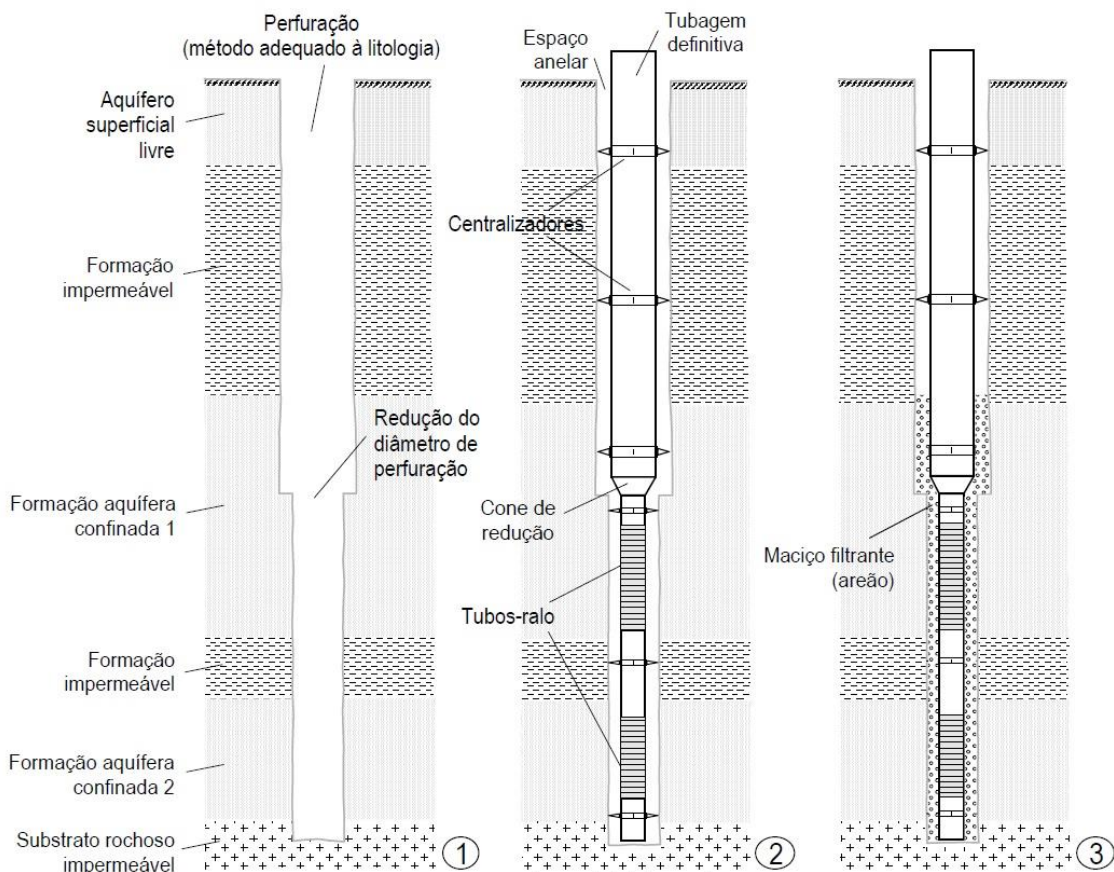 Perfuração
(método adequado à litologia)
Espaço
anelar
Tubagem
definitiva
Aquífero
superficial
livre
Centralizadores
Formação
impermeável
Redução do
diâmetro de
perfuração
Formação aquífera
confinada 1
Cone de
redução
Maciço filtrante
(areão)
Tubos-ralo
Formação
impermeável
Formação aquífera
confinada 2
Substrato rochoso
impermeável
1
2
3